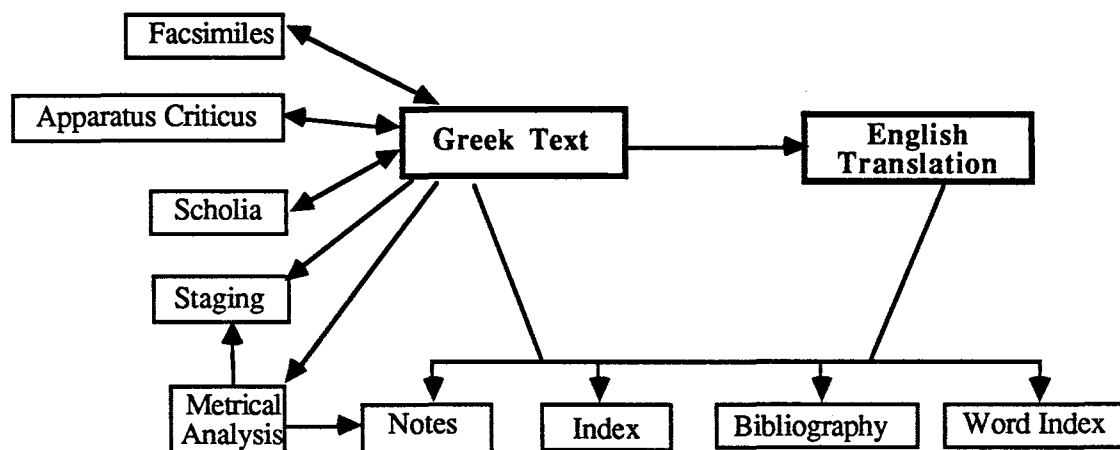 Facsimiles
Apparatus Criticus
Greek Text
English
Translation
Scholia
Staging
Metrical
Analysis
Notes
Index
Bibliography
Word Index